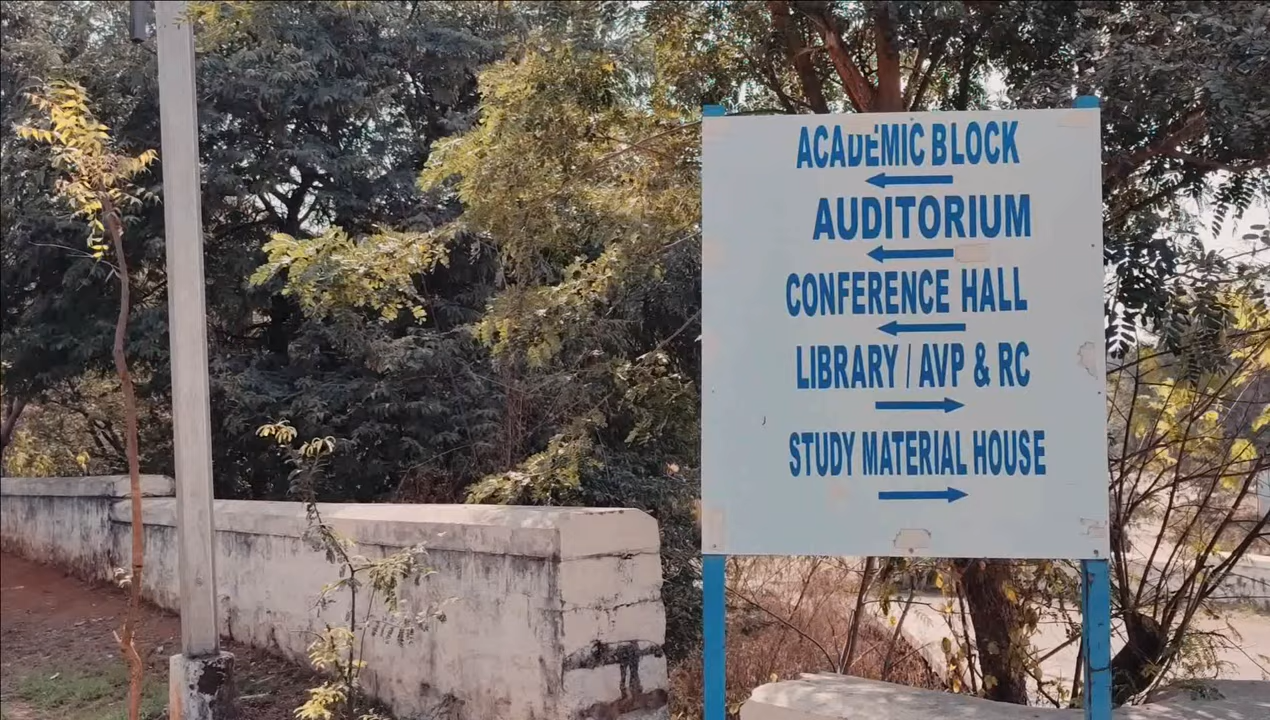 ACADEMIC BLOCK
AUDITORIUM
CONFERENCE HALL
LIBRARY / AVP & RC
STUDY MATERIAL HOUSE